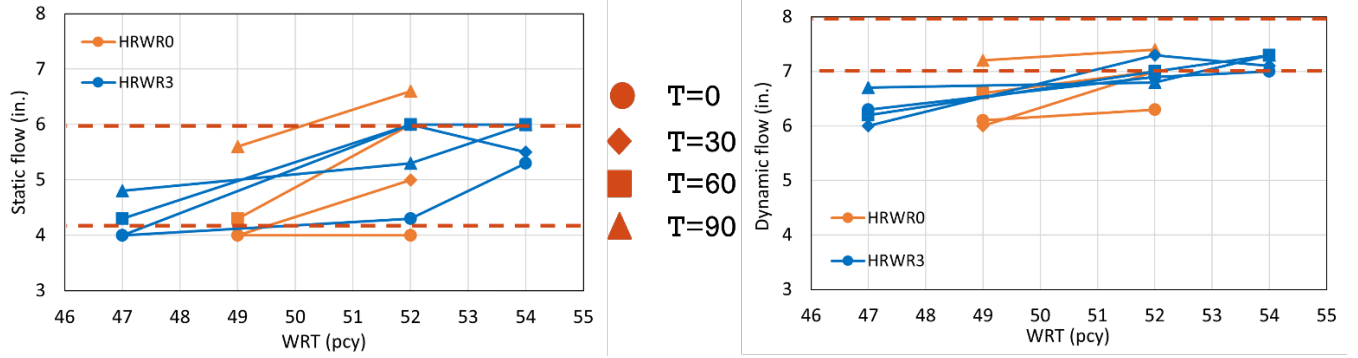 Static flow (in.)
8
7
6
5
4
3
HRWR0
HRWR3
46 47 48 49 50 51 52 53 54 55
WRT (pcy)
T=0
T=30
T=60
T=90
Dynamic flow (in.)
8
7
6
5
4
3
HRWR0
HRWR3
46 47 48 49 50 51 52 53 54 55
WRT (pcy)